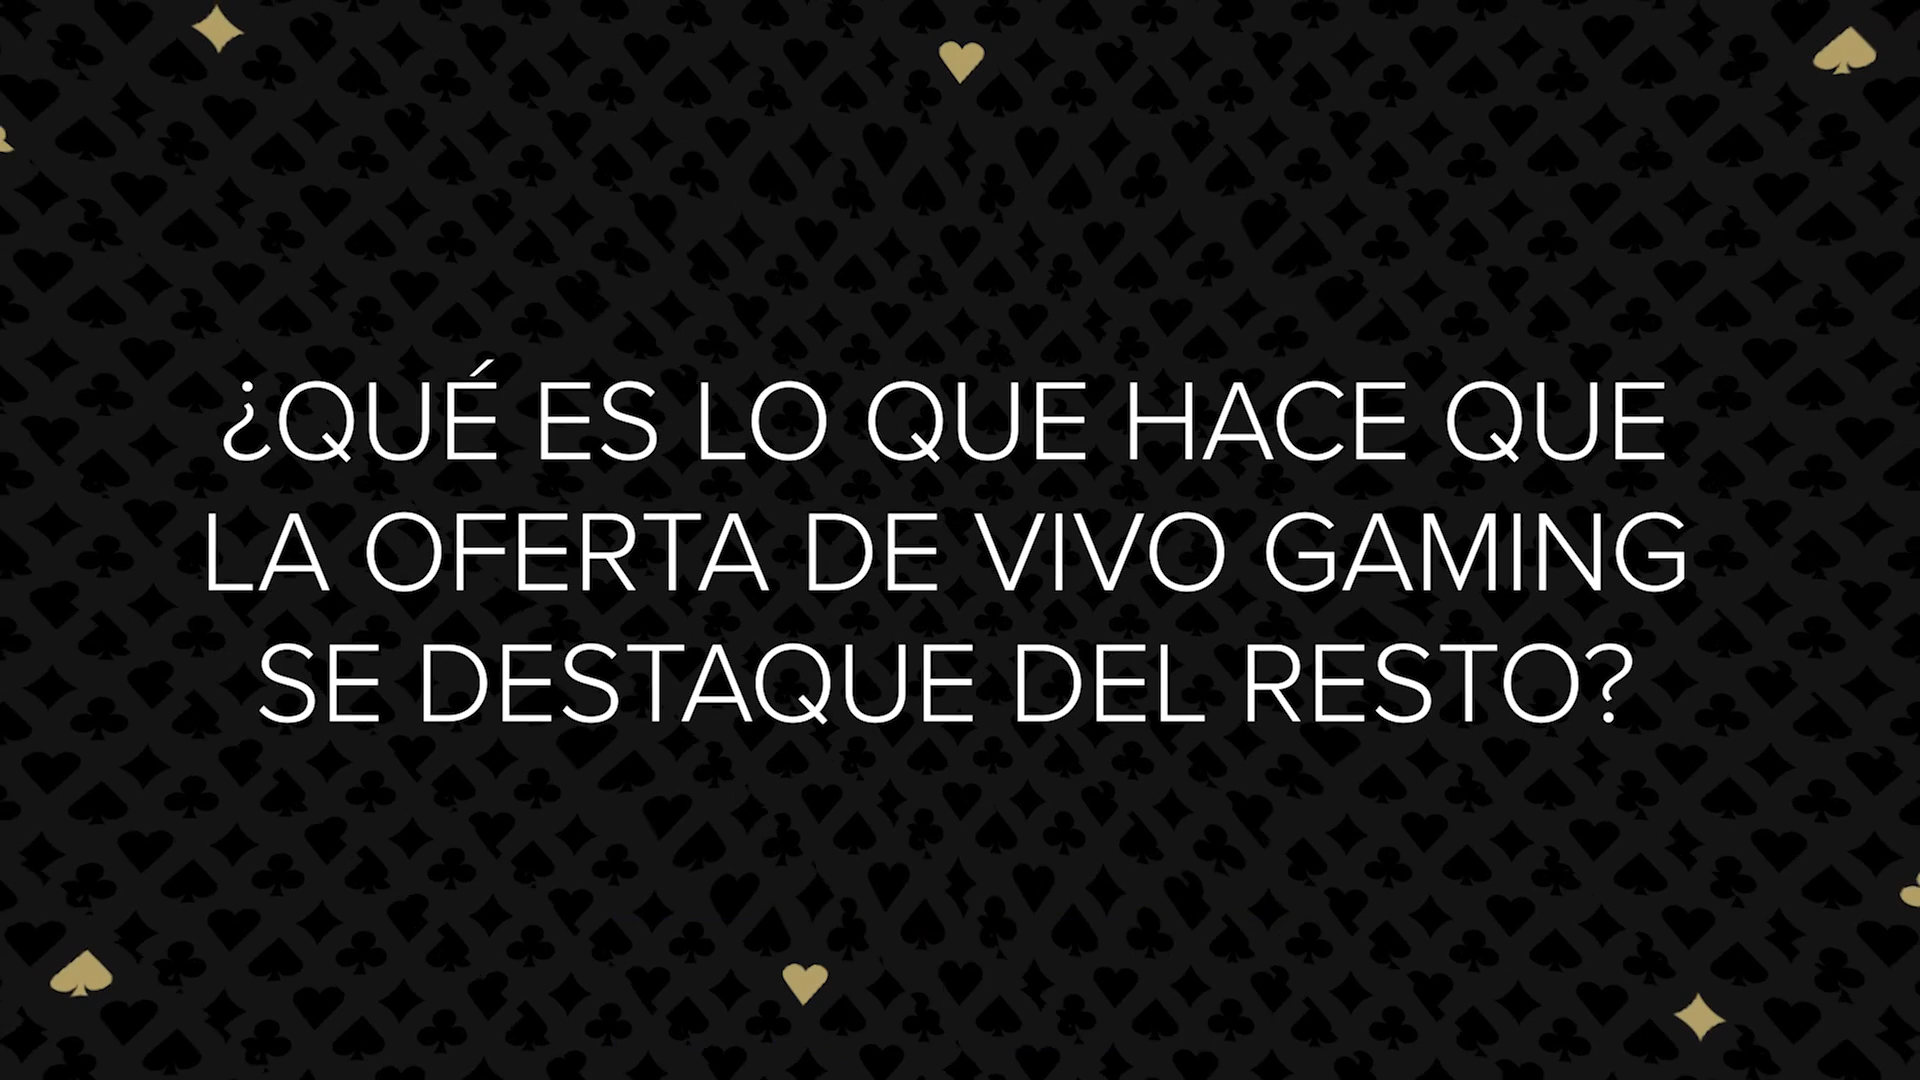 ¿QUÉ ES LO QUE HACE QUE
LA OFERTA DE VIVO GAMING
SE DESTAQUE DEL RESTO?